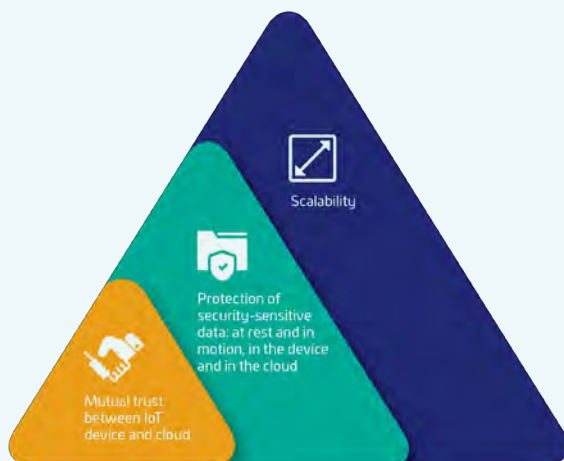 Scalability
Protection of
security-sensitive
data: at rest and in
motion, in the device
and in the cloud
Mutual trust
between IoT
device and cloud